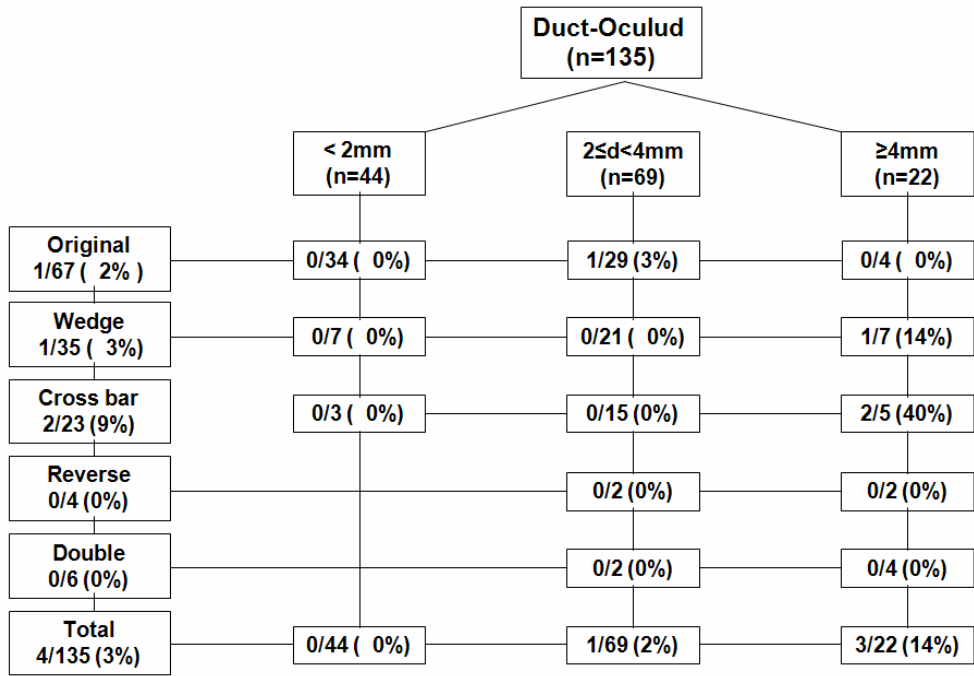 Duct-Oculud
(n=135)
< 2mm
(n=44)
2≤d<4mm
(n=69)
≥4mm
(n=22)
Original
1/67 (  2% )
0/34 (  0%)
1/29 (3%)
0/4 (  0%)
Wedge
1/35 (  3%)
0/7 (  0%)
0/21 (  0%)
1/7 (14%)
Cross bar
2/23 (9%)
0/3 (  0%)
0/15 (0%)
2/5 (40%)
Reverse
0/4 (0%)
0/2 (0%)
0/2 (0%)
Double
0/6 (0%)
0/2 (0%)
0/4 (0%)
Total
4/135 (3%)
0/44 (  0%)
1/69 (2%)
3/22 (14%)